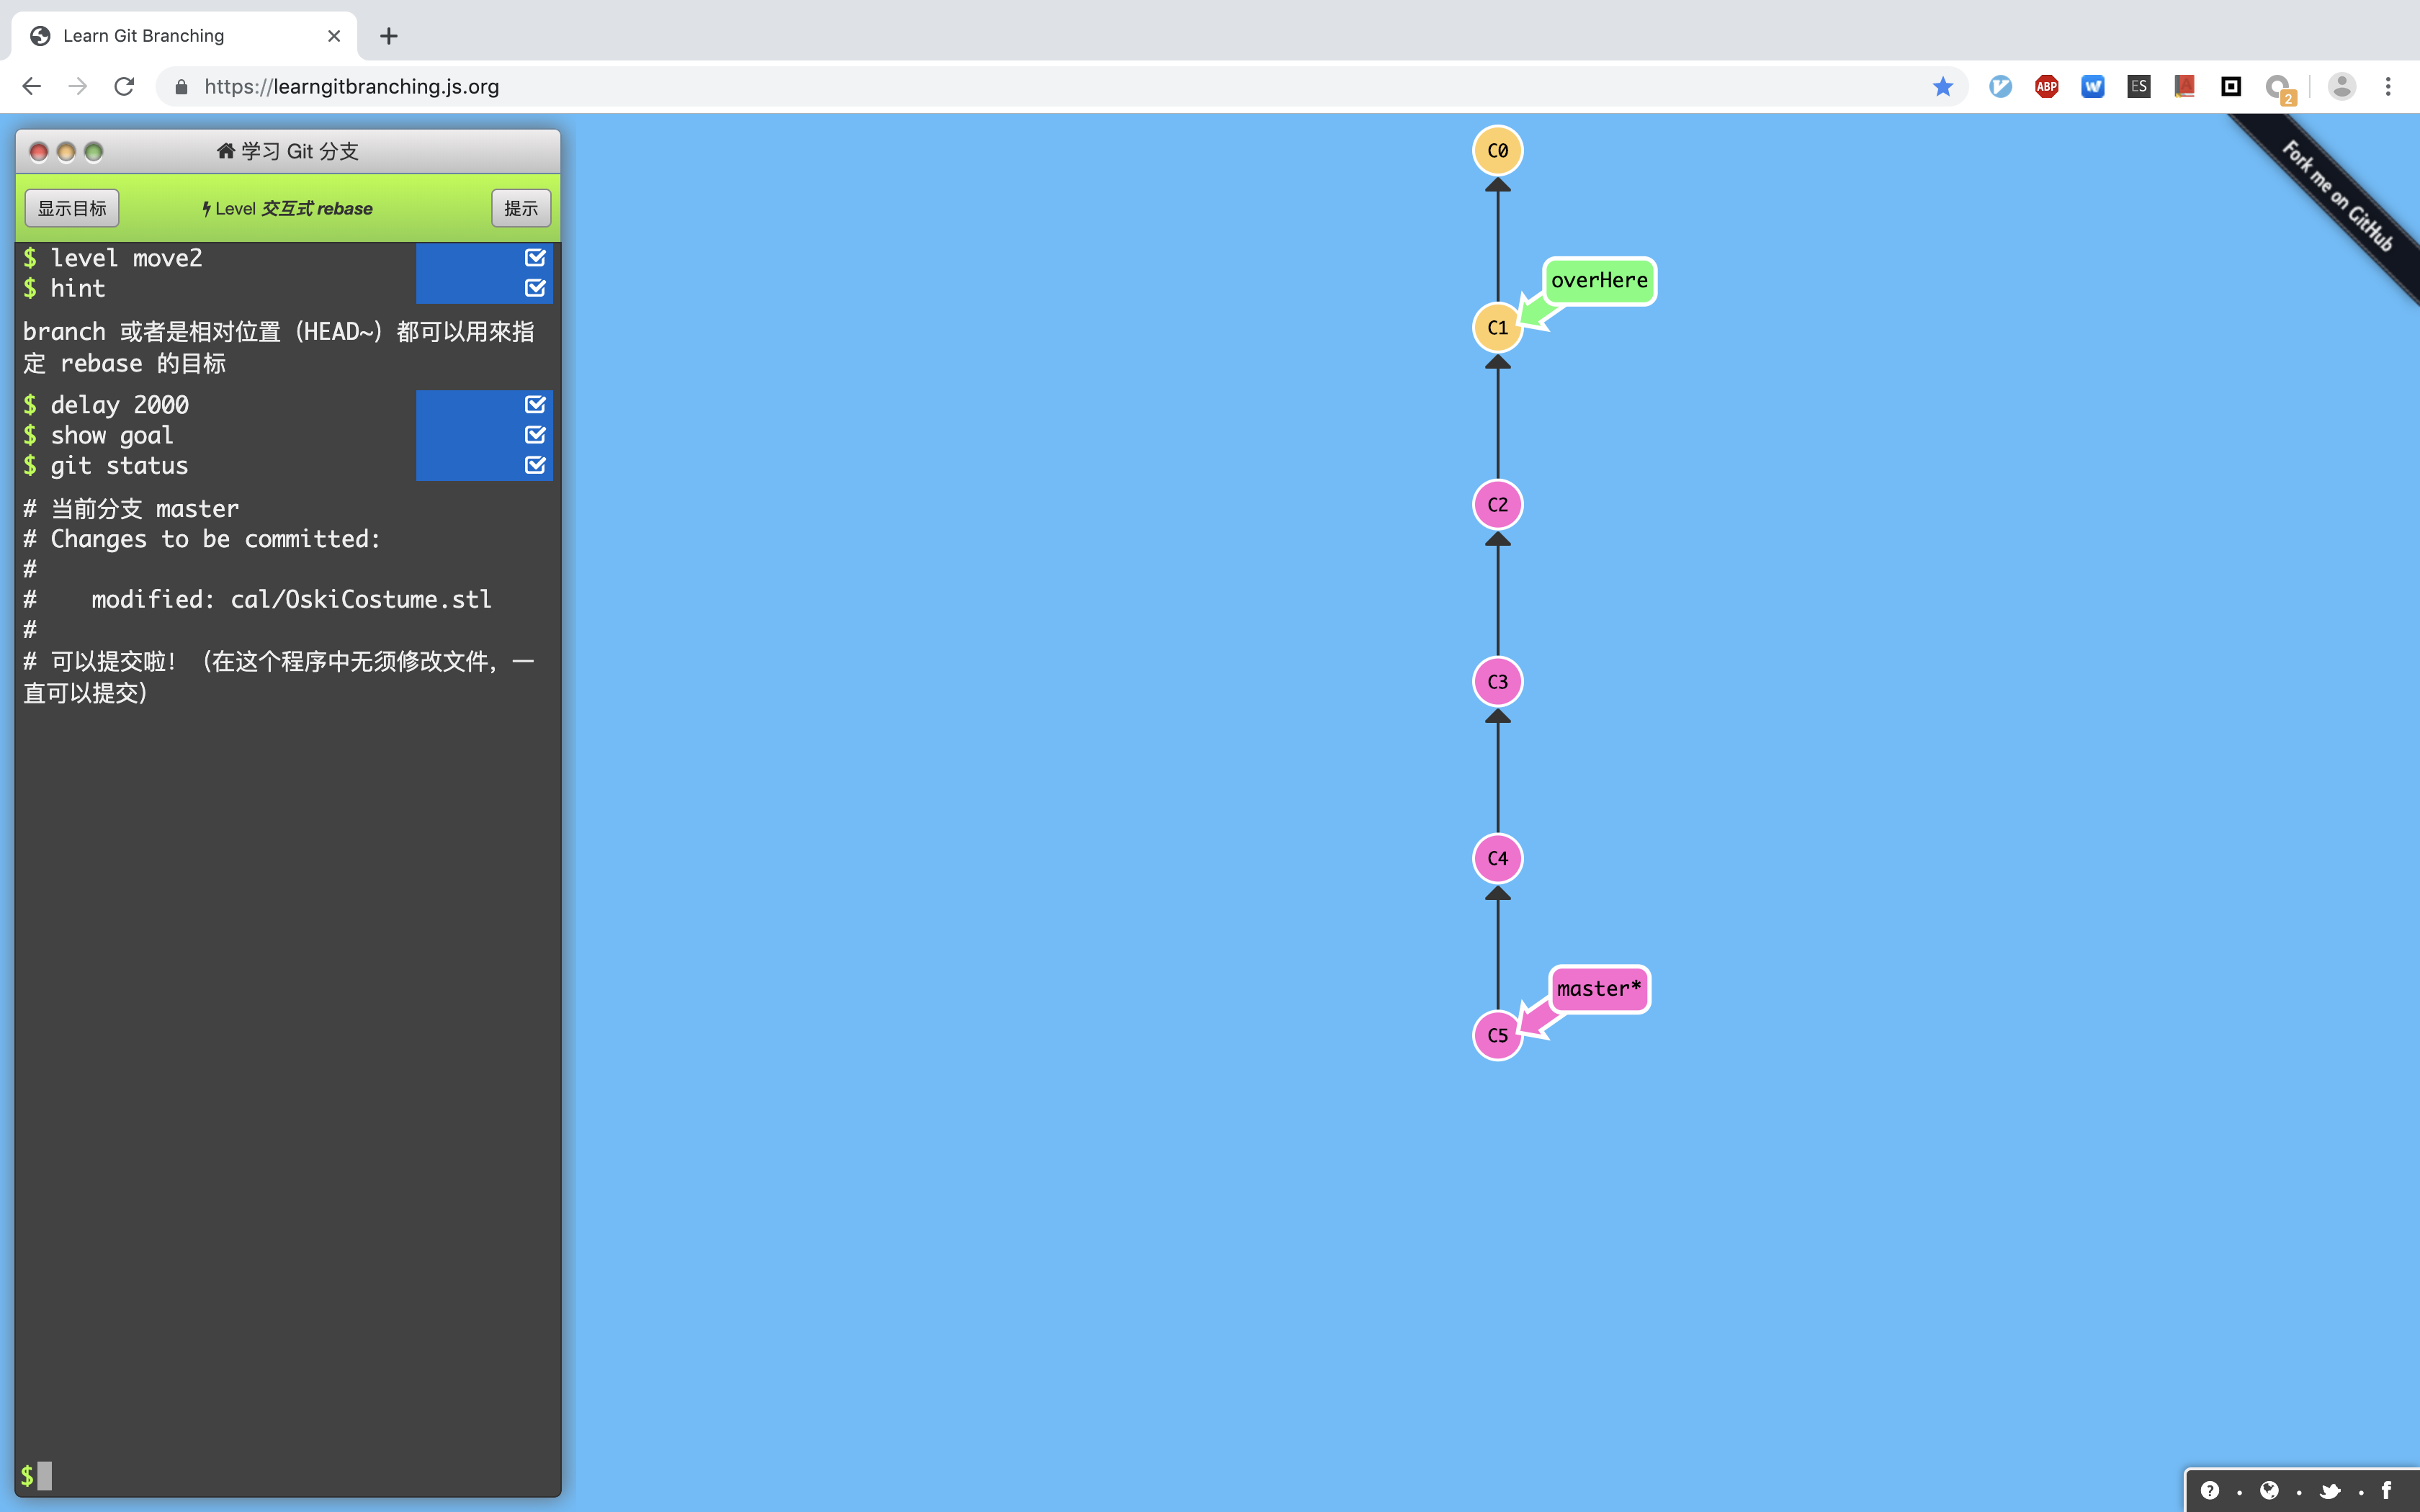 Learn Git Branching
https://learngitbranching.js.org
ABP
W
ES
A
2
学习 Git 分支
显示目标
Level 交互式 rebase
提示
$ level move2
$ hint
branch 或者是相对位置（HEAD~）都可以用來指
定 rebase 的目标
$ delay 2000
$ show goal
$ git status
# 当前分支 master
# Changes to be committed:
#
#    modified: cal/OskiCostume.stl
#
# 可以提交啦！（在这个程序中无须修改文件，一
直可以提交）
$
C0
overHere
C1
C2
C3
C4
master*
C5
Fork me on GitHub